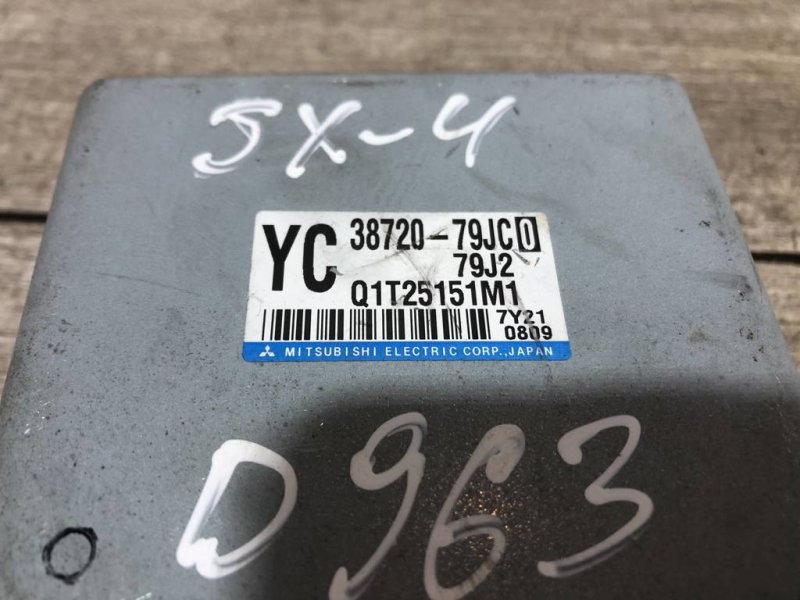 SX-4
YC 38720-79JC0
79J2
Q1T25151M1
7Y21
0809
MITSUBISHI ELECTRIC CORP., JAPAN
D963